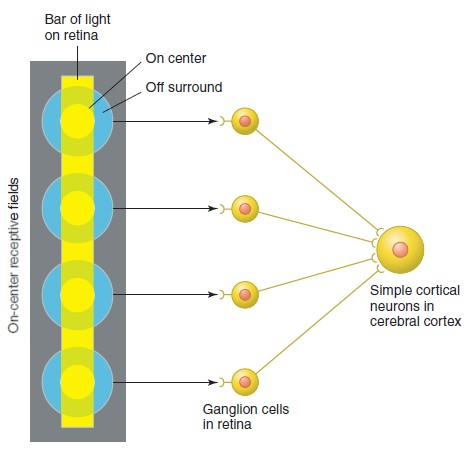 Bar of light
on retina
On center
Off surround
On-center receptive fields
Simple cortical
neurons in
cerebral cortex
Ganglion cells
in retina